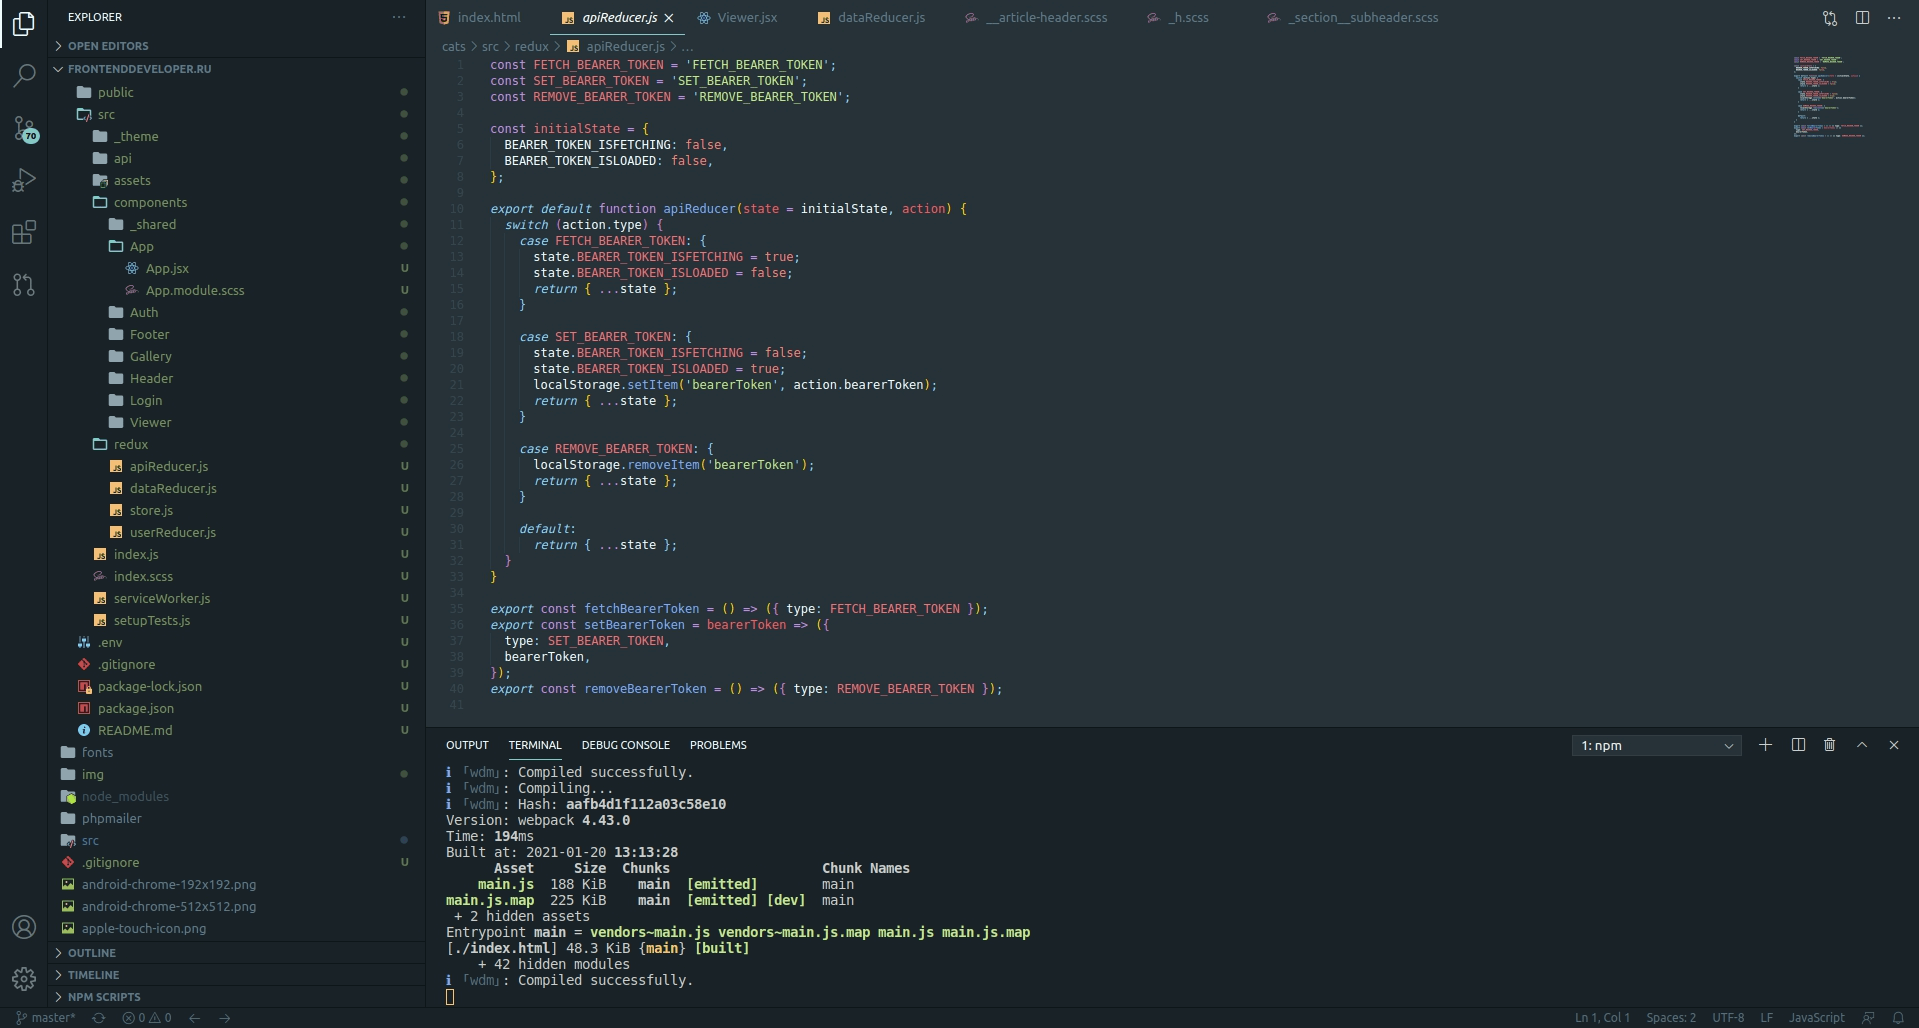 EXPLORER
OPEN EDITORS
FRONTENDDEVELOPER.RU
public
src
_theme
api
assets
components
_shared
App
App.jsx U
App.module.scss U
Auth
Footer
Gallery
Header
Login
Viewer
redux
apiReducer.js U
dataReducer.js U
store.js U
userReducer.js U
index.js U
index.scss U
serviceWorker.js U
setupTests.js U
.env U
.gitignore U
package-lock.json U
package.json U
README.md U
fonts
img
node_modules
phpmailer
src
.gitignore U
android-chrome-192x192.png
android-chrome-512x512.png
apple-touch-icon.png
OUTLINE
TIMELINE
NPM SCRIPTS
70
index.html apiReducer.js Viewer.jsx dataReducer.js __article-header.scss _h.scss _section__subheader.scss
cats > src > redux > apiReducer.js > ...
1 const FETCH_BEARER_TOKEN = 'FETCH_BEARER_TOKEN';
2 const SET_BEARER_TOKEN = 'SET_BEARER_TOKEN';
3 const REMOVE_BEARER_TOKEN = 'REMOVE_BEARER_TOKEN';
4
5 const initialState = {
6 BEARER_TOKEN_ISFETCHING: false,
7 BEARER_TOKEN_ISLOADED: false,
8 };
9
10 export default function apiReducer(state = initialState, action) {
11 switch (action.type) {
12 case FETCH_BEARER_TOKEN: {
13 state.BEARER_TOKEN_ISFETCHING = true;
14 state.BEARER_TOKEN_ISLOADED = false;
15 return { ...state };
16 }
17
18 case SET_BEARER_TOKEN: {
19 state.BEARER_TOKEN_ISFETCHING = false;
20 state.BEARER_TOKEN_ISLOADED = true;
21 localStorage.setItem('bearerToken', action.bearerToken);
22 return { ...state };
23 }
24
25 case REMOVE_BEARER_TOKEN: {
26 localStorage.removeItem('bearerToken');
27 return { ...state };
28 }
29
30 default:
31 return { ...state };
32 }
33 }
34
35 export const fetchBearerToken = () => ({ type: FETCH_BEARER_TOKEN });
36 export const setBearerToken = bearerToken => ({
37 type: SET_BEARER_TOKEN,
38 bearerToken,
39 });
40 export const removeBearerToken = () => ({ type: REMOVE_BEARER_TOKEN });
41
OUTPUT TERMINAL DEBUG CONSOLE PROBLEMS 1: npm
ℹ 「wdm」: Compiled successfully.
ℹ 「wdm」: Compiling...
ℹ 「wdm」: Hash: aafb4d1f112a03c58e10
Version: webpack 4.43.0
Time: 194ms
Built at: 2021-01-20 13:13:28
Asset Size Chunks Chunk Names
main.js 188 KiB main [emitted] main
main.js.map 225 KiB main [emitted] [dev] main
+ 2 hidden assets
Entrypoint main = vendors~main.js vendors~main.js.map main.js main.js.map
[./index.html] 48.3 KiB {main} [built]
+ 42 hidden modules
ℹ 「wdm」: Compiled successfully.
master* 0 0 Ln 1, Col 1 Spaces: 2 UTF-8 LF JavaScript